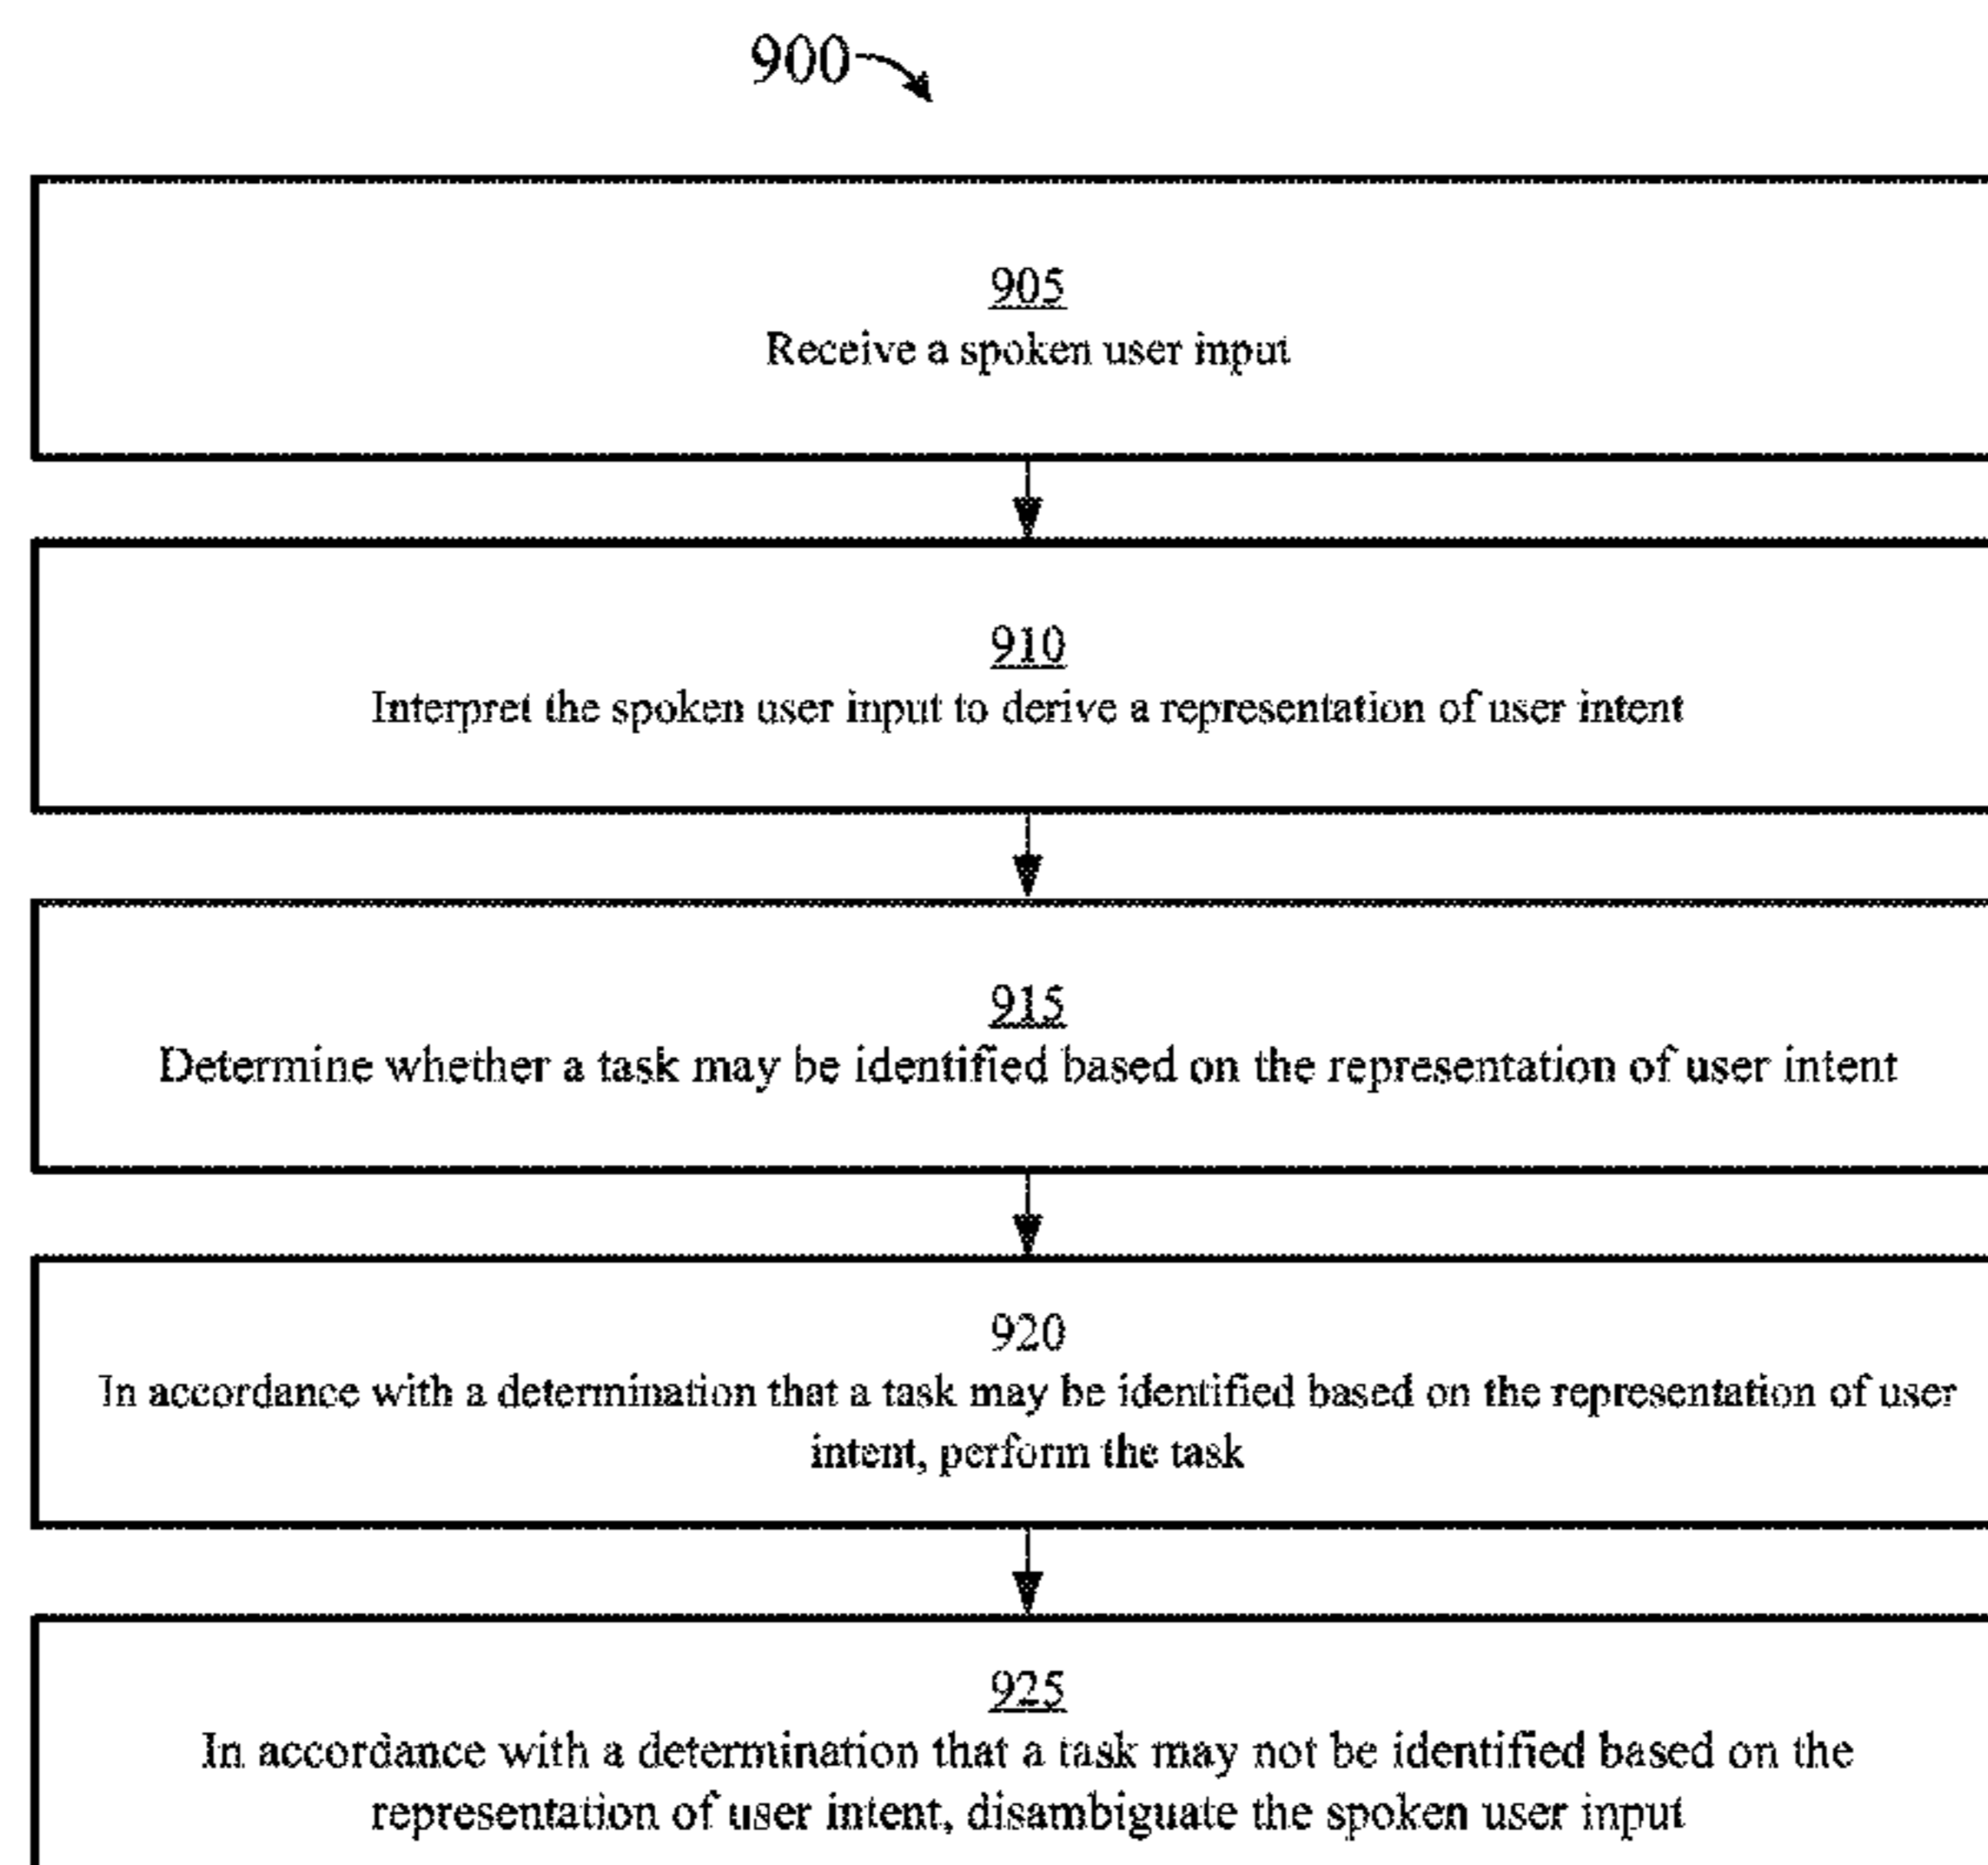 900
905
Receive a spoken user input
910
Interpret the spoken user input to derive a representation of user intent
915
Determine whether a task may be identified based on the representation of user intent
920
In accordance with a determination that a task may be identified based on the representation of user
intent, perform the task
925
In accordance with a determination that a task may not be identified based on the
representation of user intent, disambiguate the spoken user input